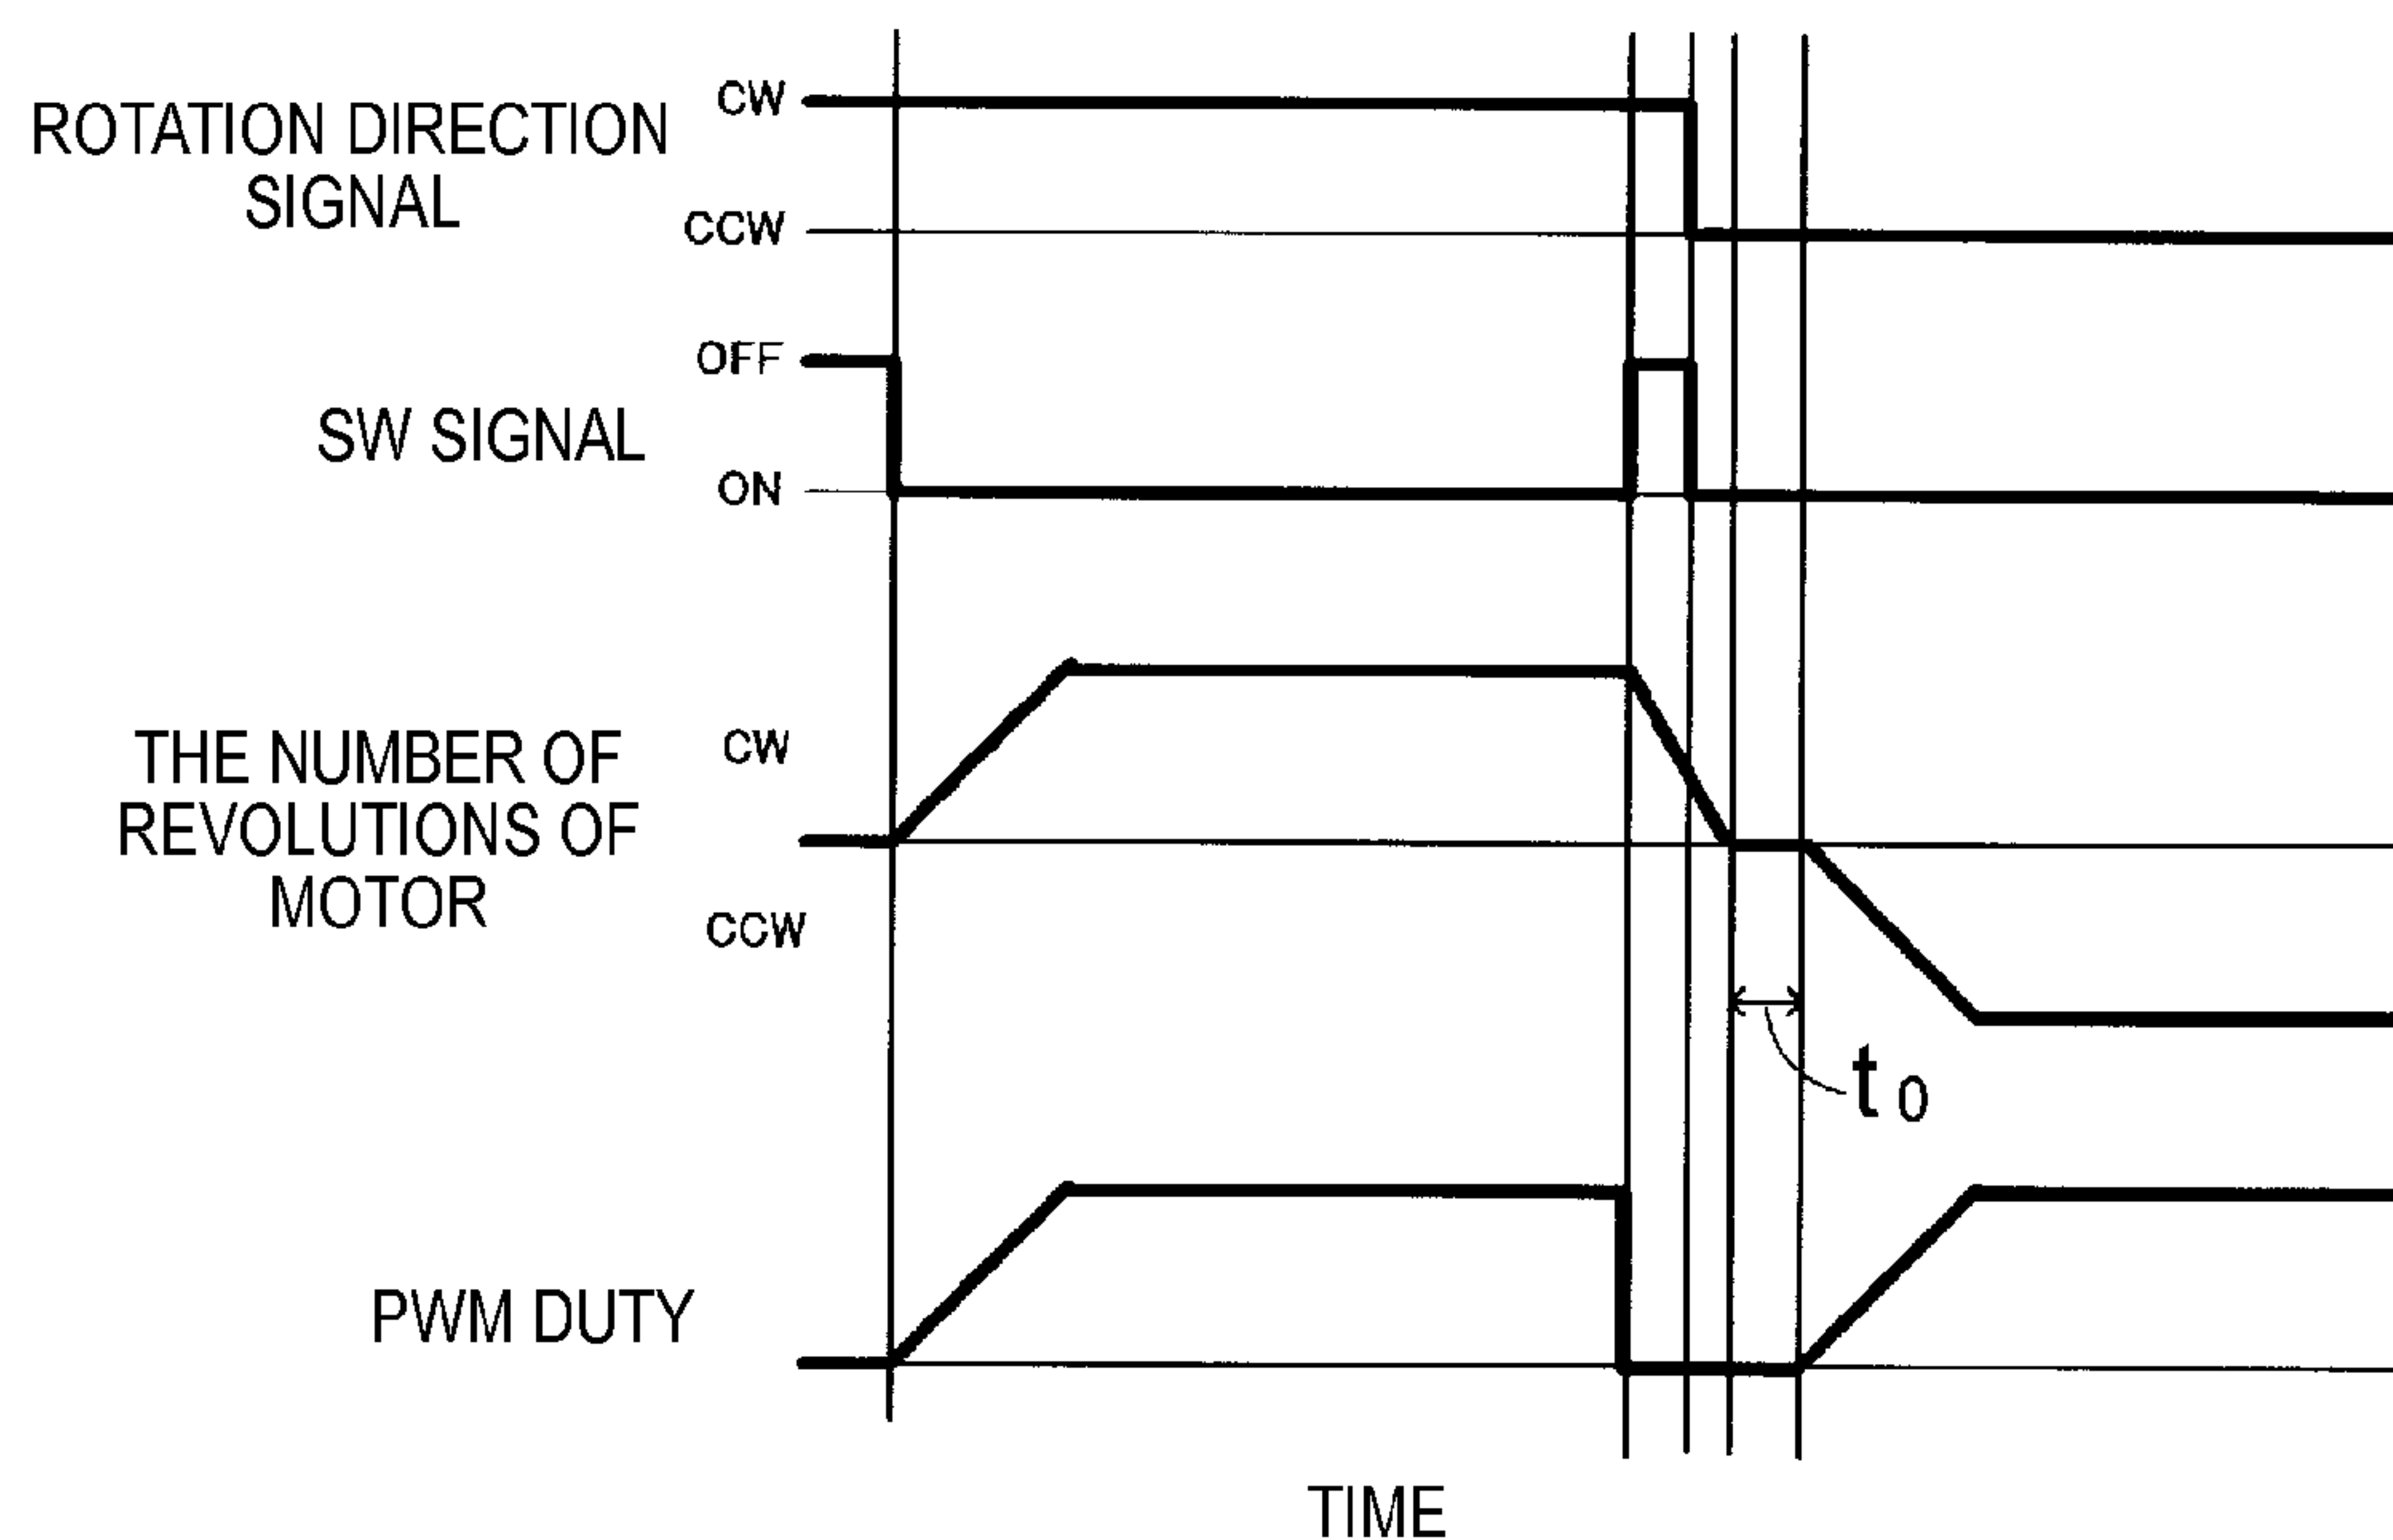 CW
ROTATION DIRECTION
SIGNAL
CCW
OFF
SW SIGNAL
ON
THE NUMBER OF
REVOLUTIONS OF
MOTOR
CW
CCW
t0
PWM DUTY
TIME